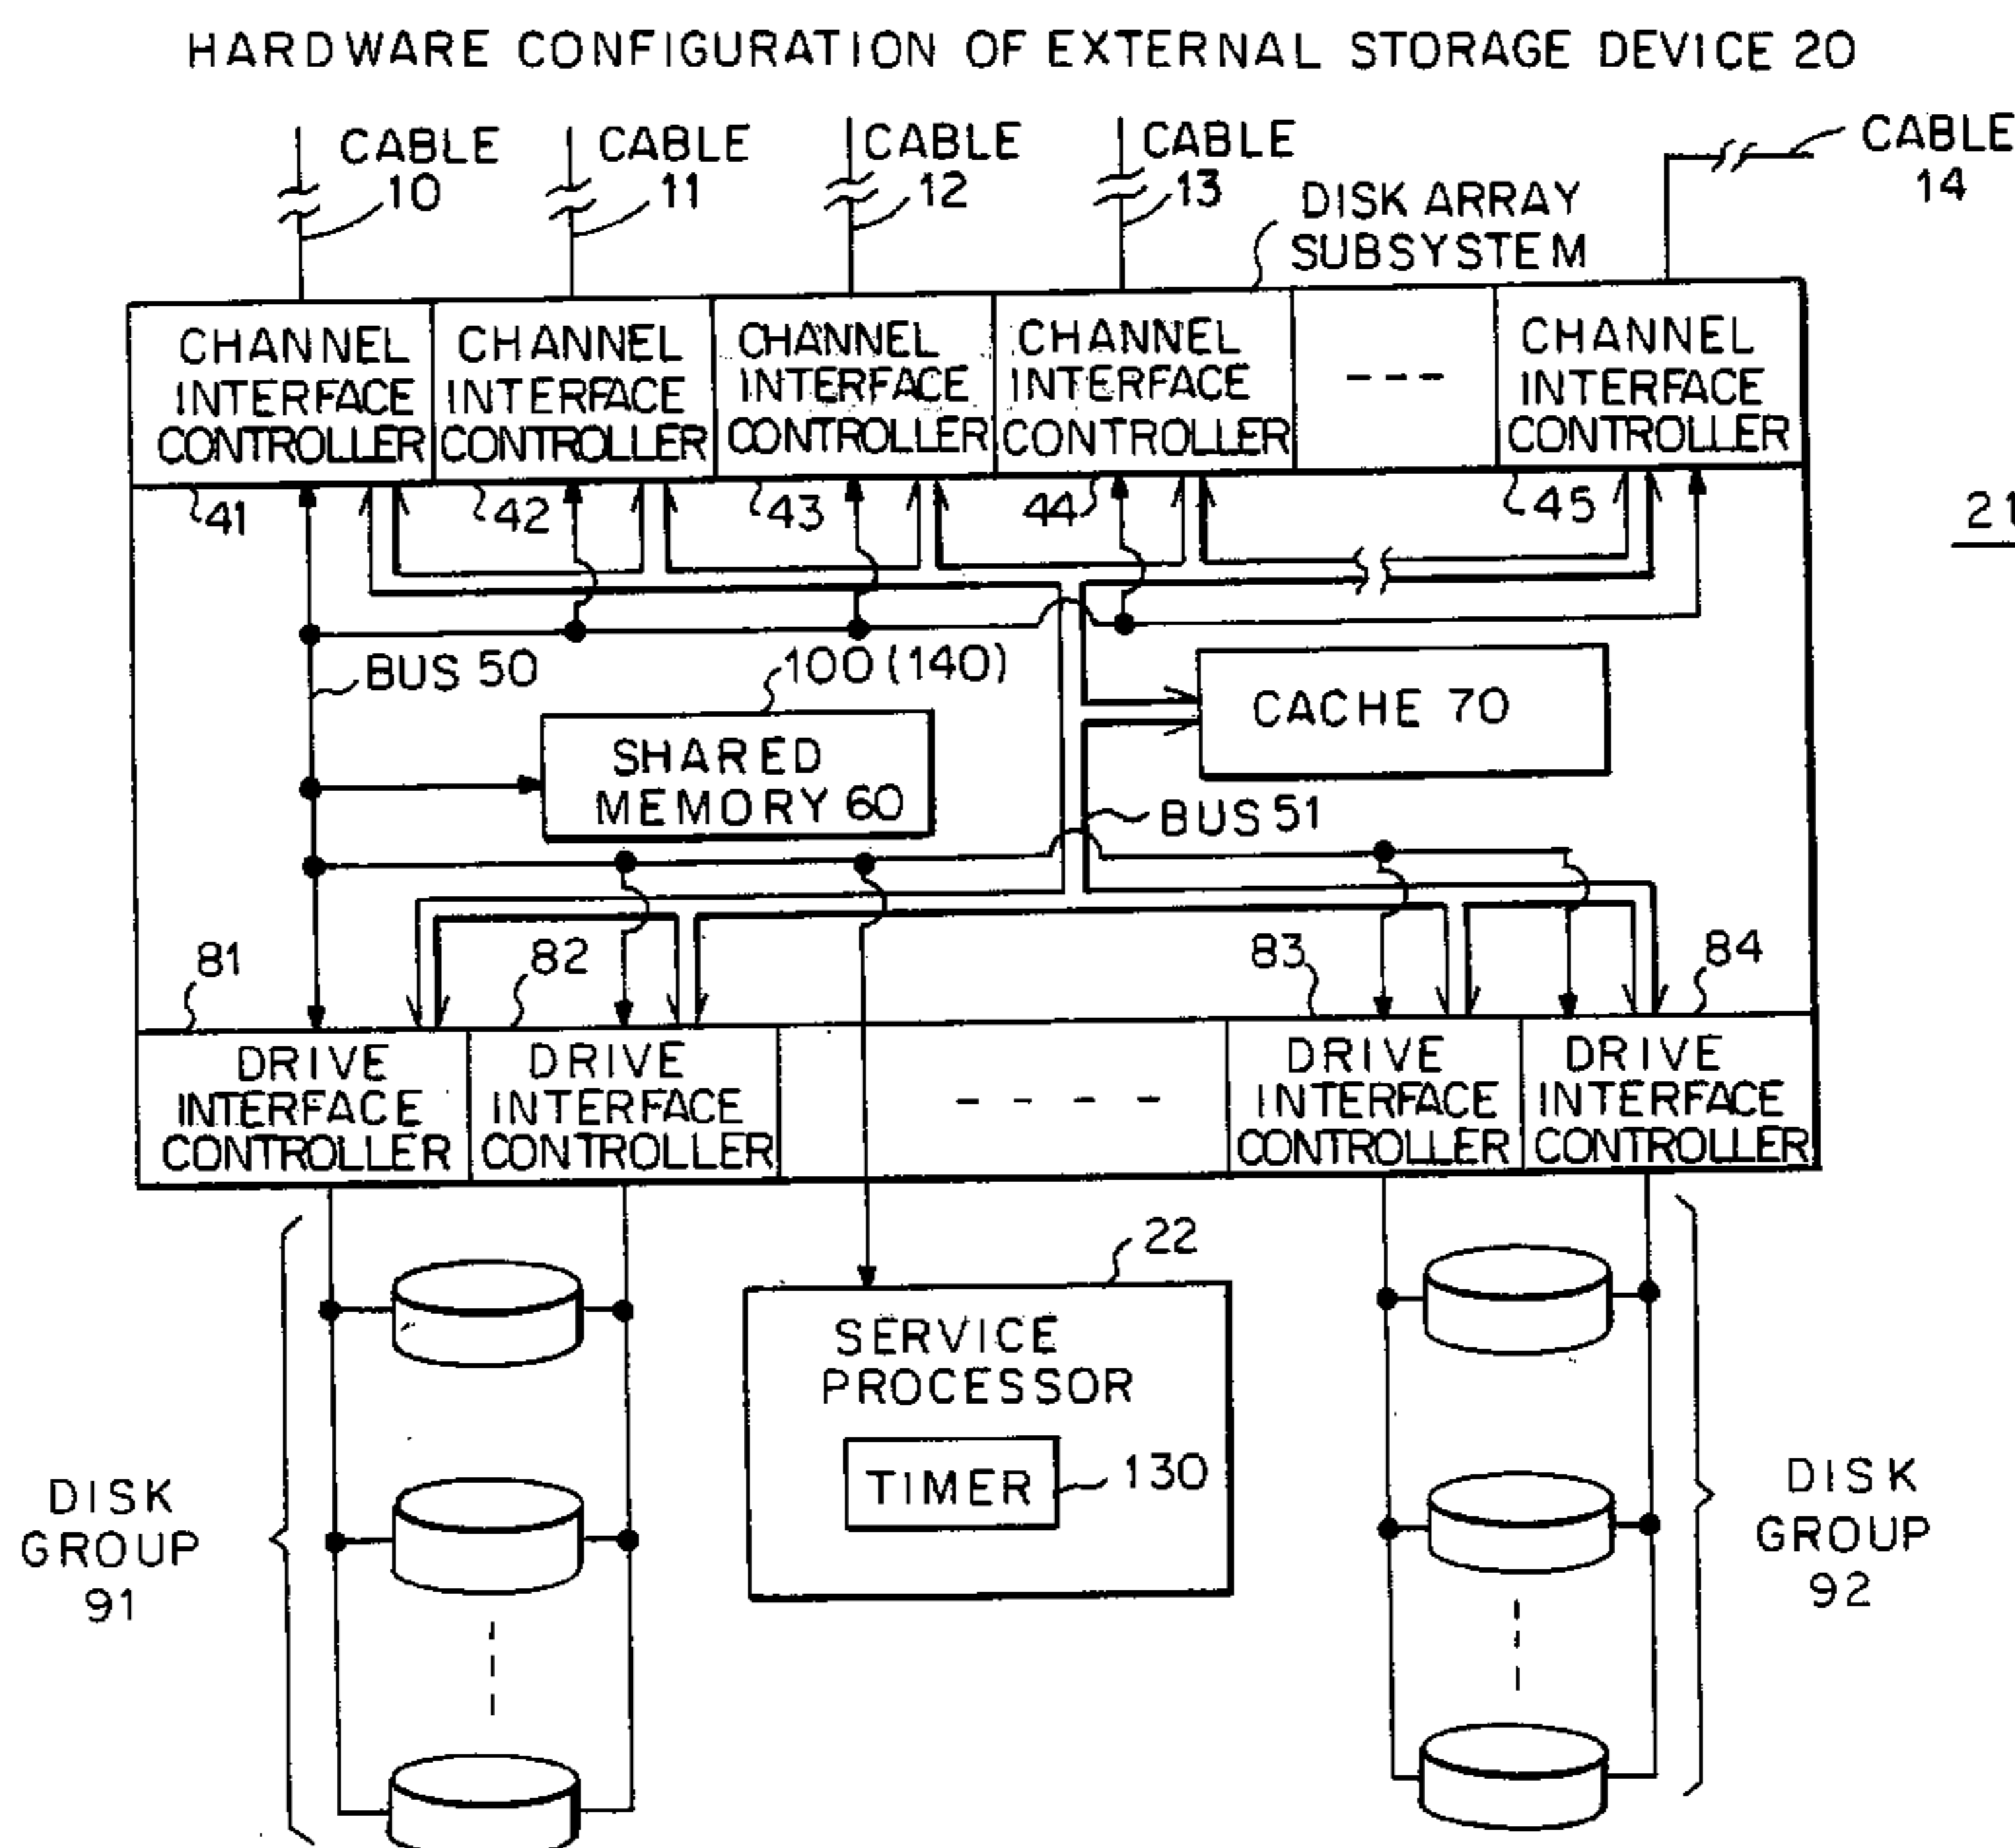 HARDWARE CONFIGURATION OF EXTERNAL STORAGE DEVICE 20
CABLE
10
CABLE
11
CABLE
12
CABLE
13
CABLE
14
DISK ARRAY
SUBSYSTEM
CHANNEL
INTERFACE
CONTROLLER
CHANNEL
INTERFACE
CONTROLLER
CHANNEL
INTERFACE
CONTROLLER
CHANNEL
INTERFACE
CONTROLLER
CHANNEL
INTERFACE
CONTROLLER
41
42
43
44
45
21
BUS 50
100 (140)
SHARED
MEMORY 60
CACHE 70
BUS 51
81
82
83
84
DRIVE
INTERFACE
CONTROLLER
DRIVE
INTERFACE
CONTROLLER
DRIVE
INTERFACE
CONTROLLER
DRIVE
INTERFACE
CONTROLLER
22
SERVICE
PROCESSOR
TIMER
130
DISK
GROUP
91
DISK
GROUP
92